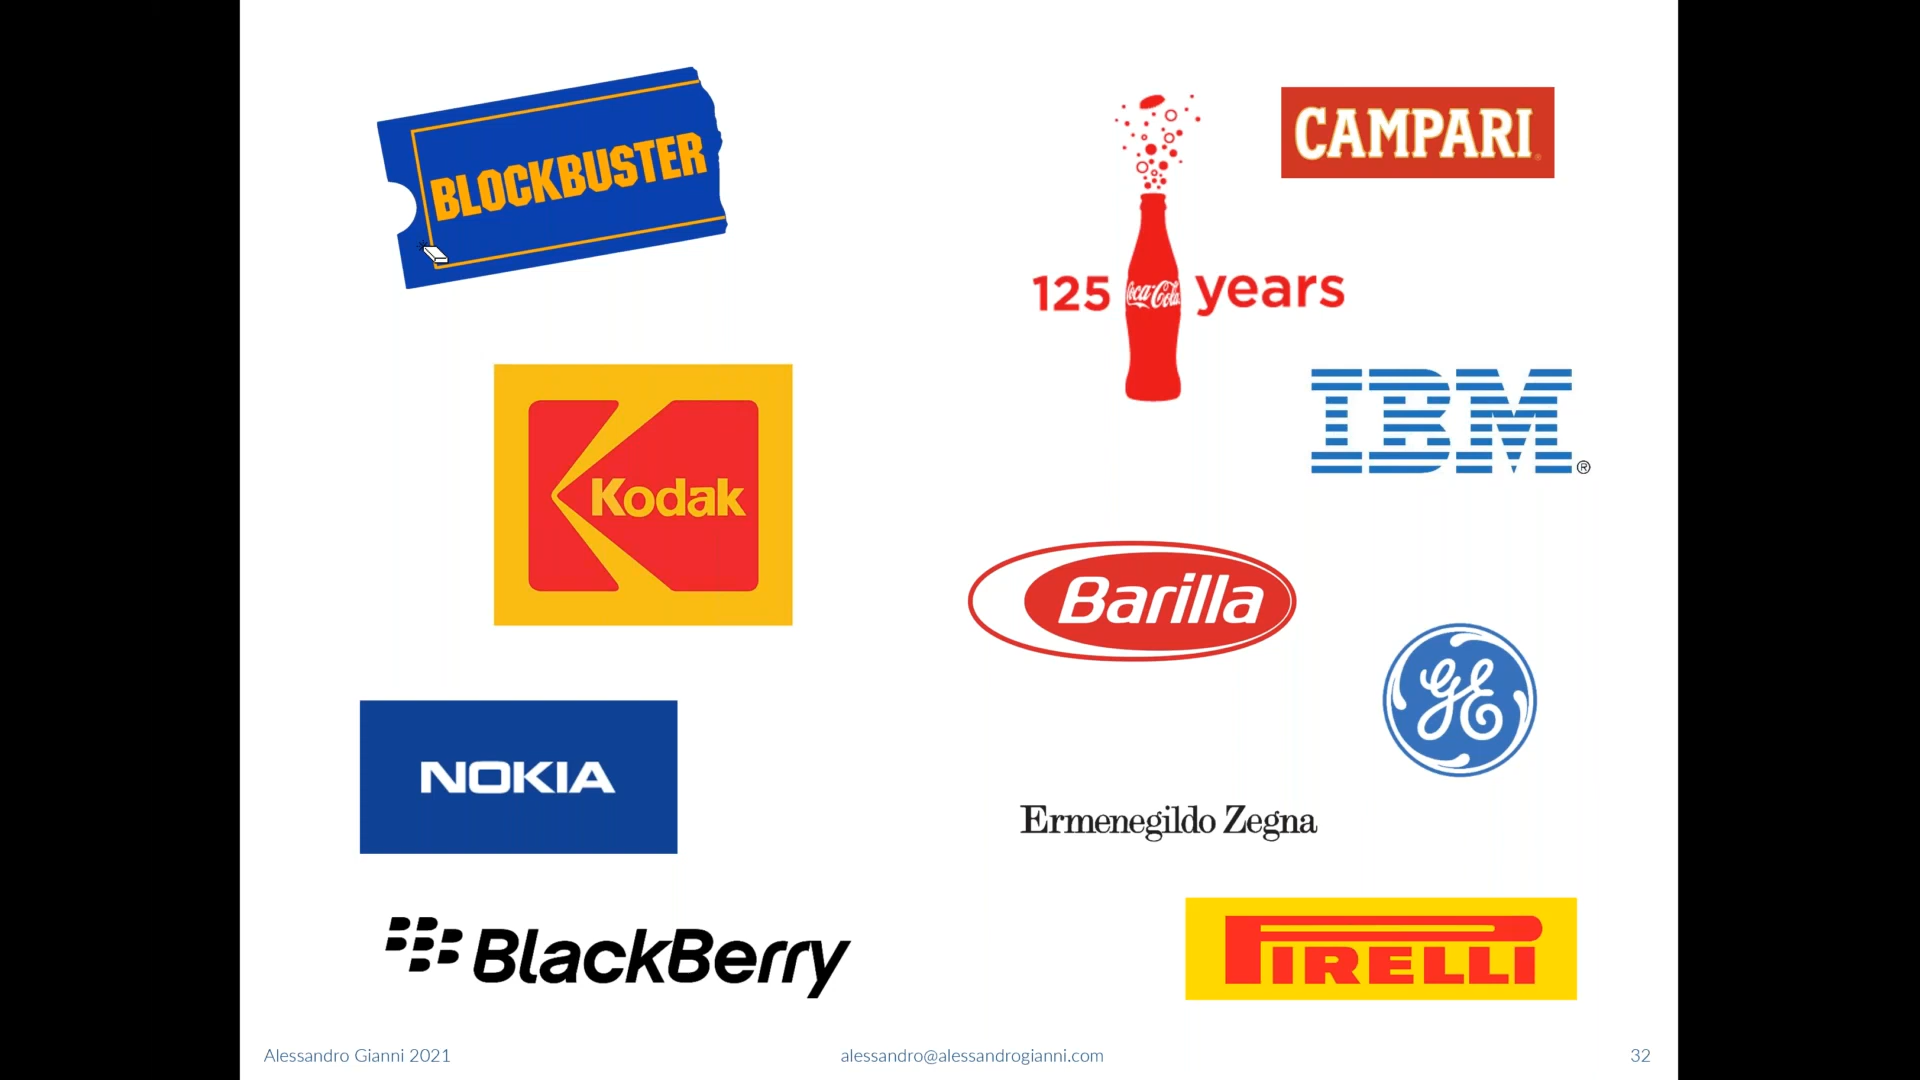 BLOCKBUSTER
CAMPARI
125 Coca-Cola years
Kodak
IBM®
Barilla
GE
NOKIA
Ermenegildo Zegna
BlackBerry
PIRELLI
Alessandro Gianni 2021
alessandro@alessandrogianni.com
32